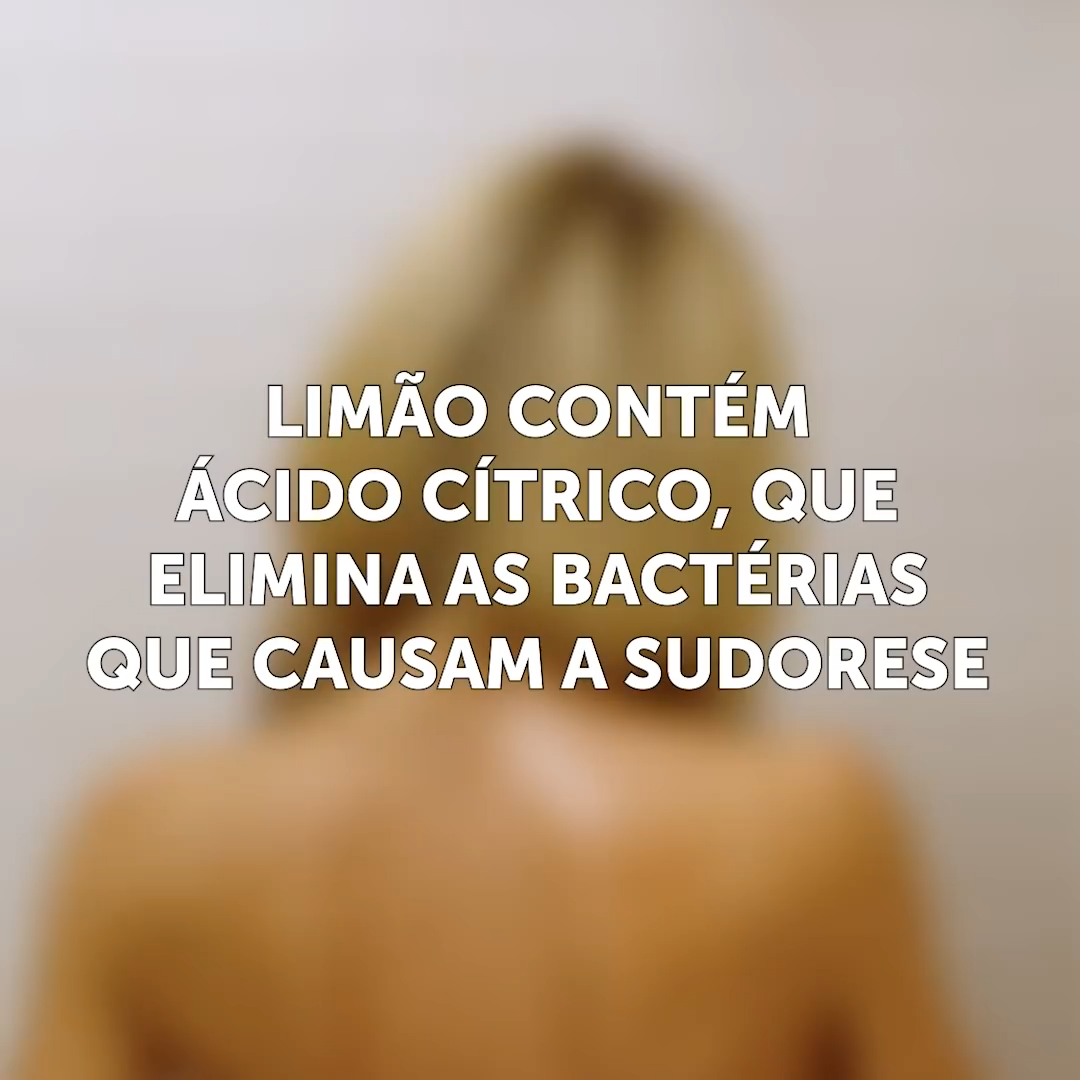 LIMÃO CONTÉM
ÁCIDO CÍTRICO, QUE
ELIMINA AS BACTÉRIAS
QUE CAUSAM A SUDORESE